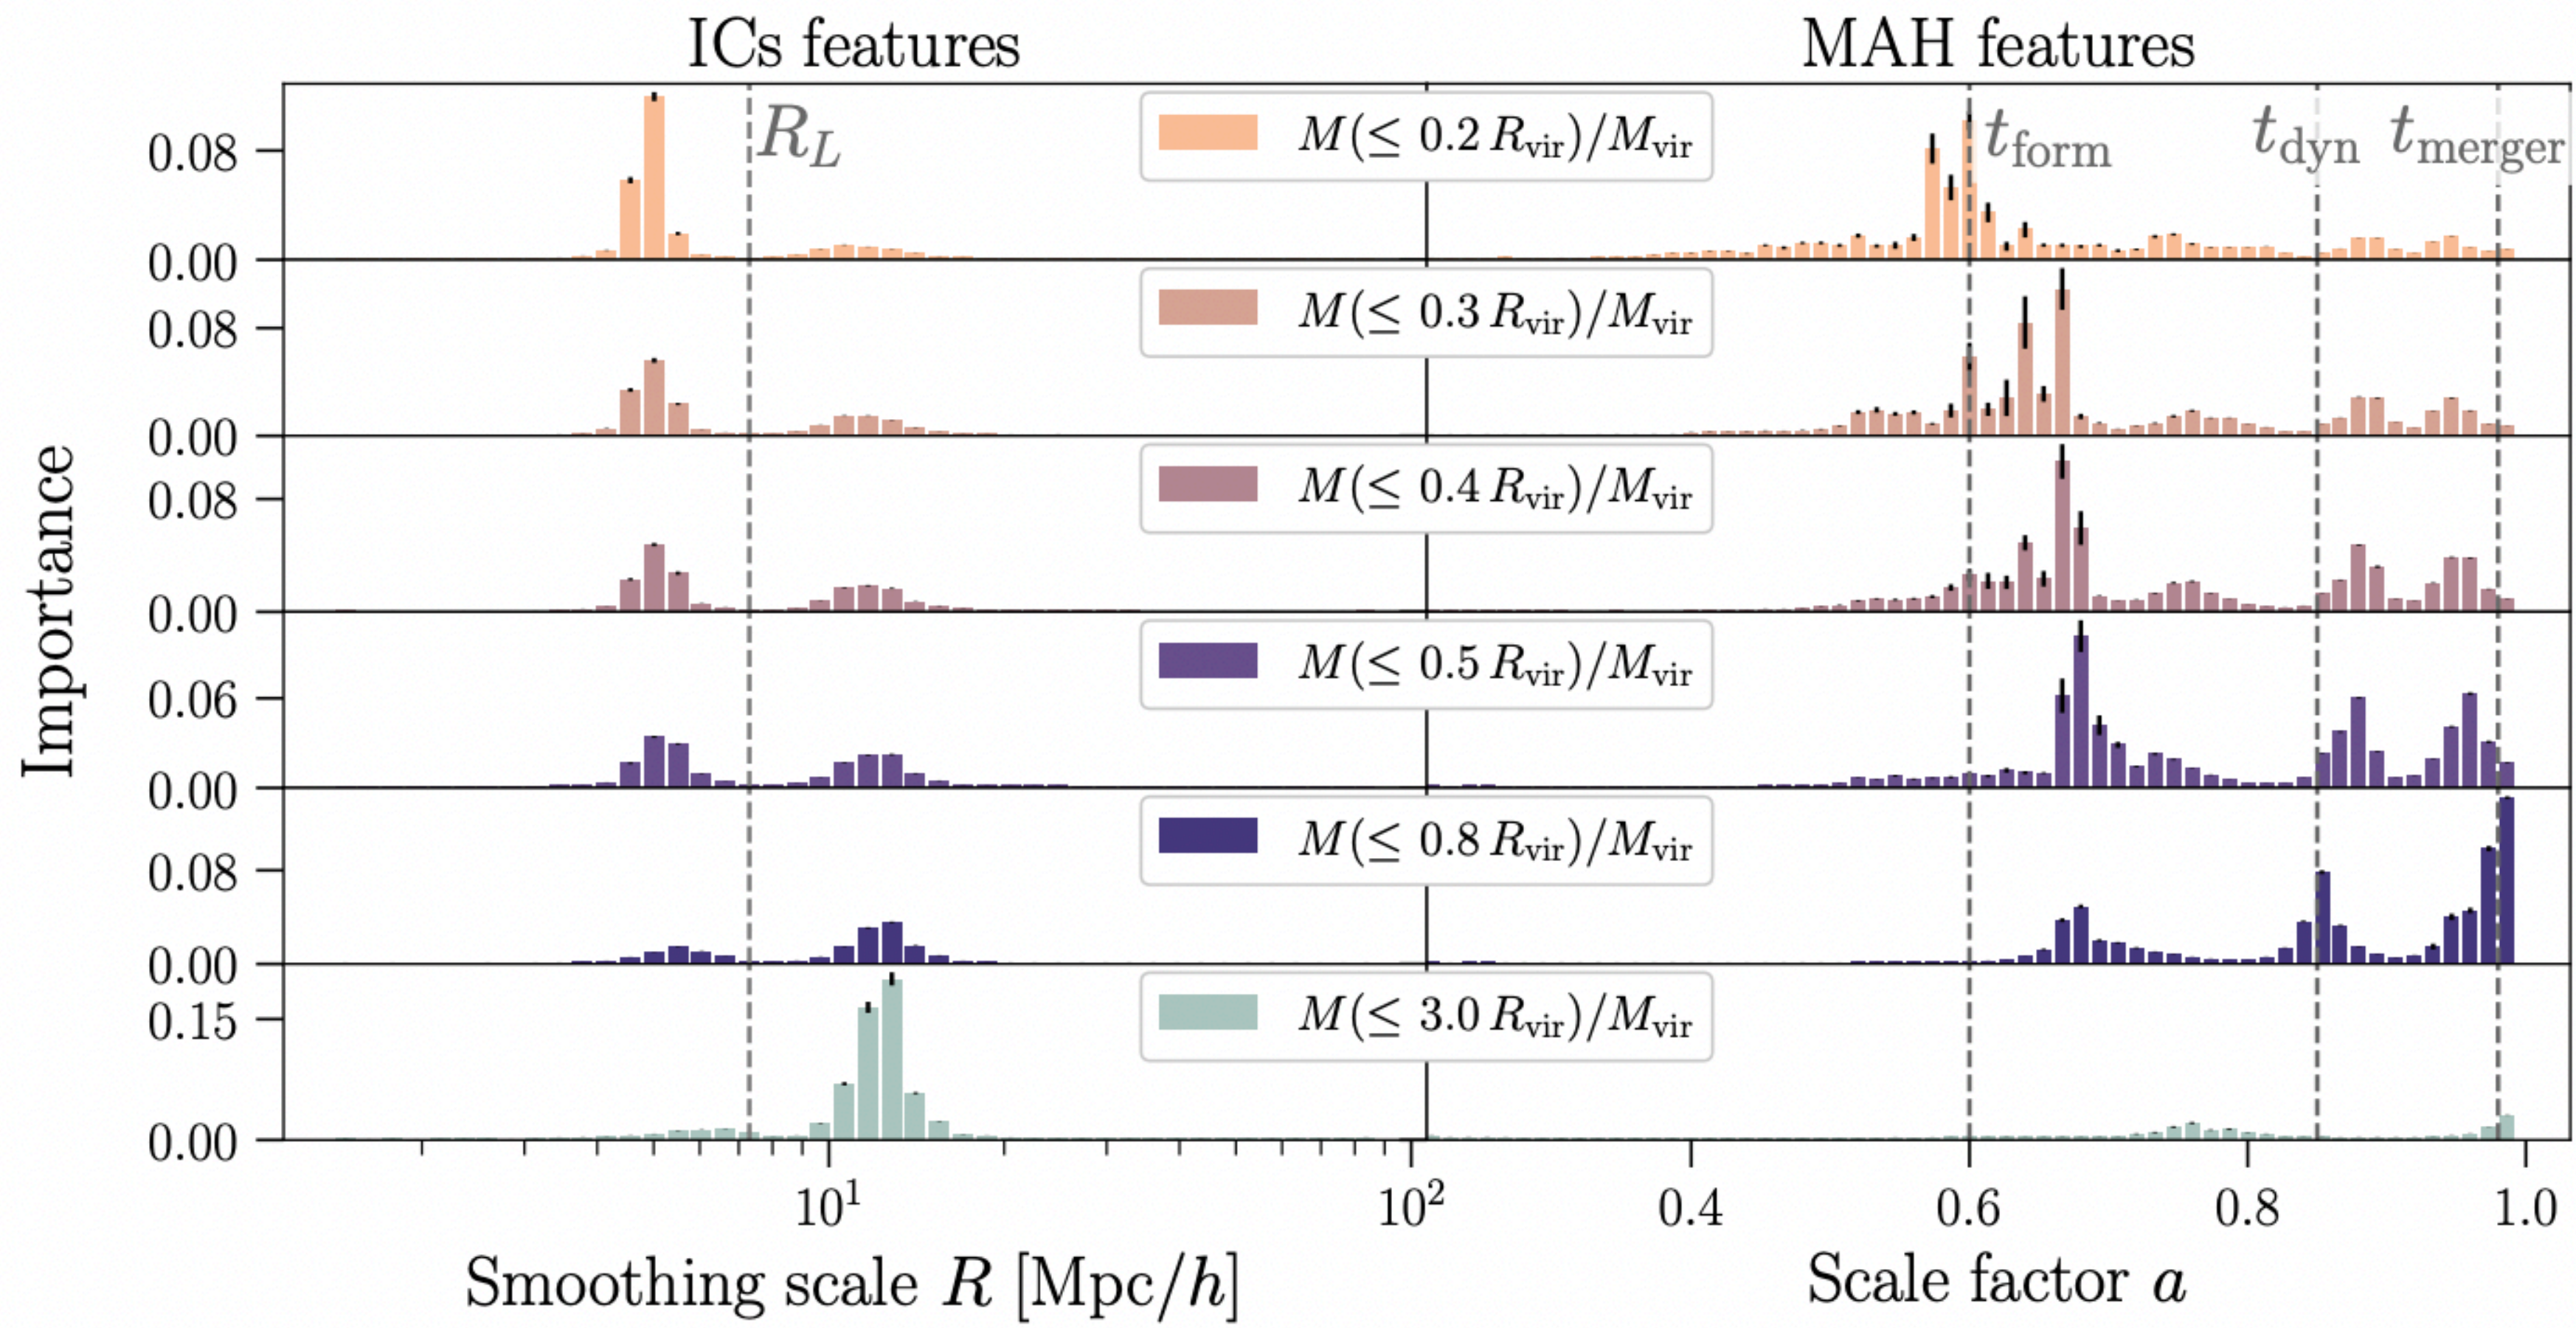 ICs features
MAH features
R_L
t_form
t_dyn
t_merger
M(≤ 0.2 R_vir)/M_vir
0.08
0.00
M(≤ 0.3 R_vir)/M_vir
0.08
0.00
M(≤ 0.4 R_vir)/M_vir
0.08
0.00
Importance
M(≤ 0.5 R_vir)/M_vir
0.06
0.00
M(≤ 0.8 R_vir)/M_vir
0.08
0.00
M(≤ 3.0 R_vir)/M_vir
0.15
0.00
10^1 10^2 0.4 0.6 0.8 1.0
Smoothing scale R [Mpc/h]
Scale factor a